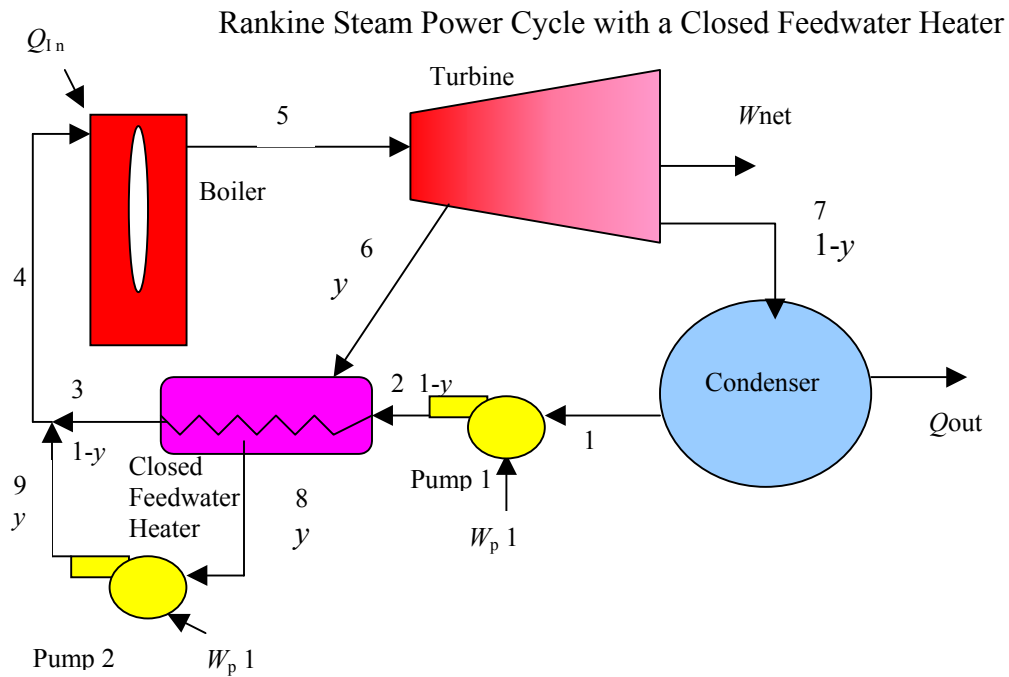 Rankine Steam Power Cycle with a Closed Feedwater Heater
QIn
Turbine
5
Wnet
Boiler
7
1-y
6
y
4
Condenser
3
2
1-y
1
Qout
1-y
Closed
Feedwater
Heater
Pump 1
9
y
8
y
Wp 1
Pump 2
Wp 1